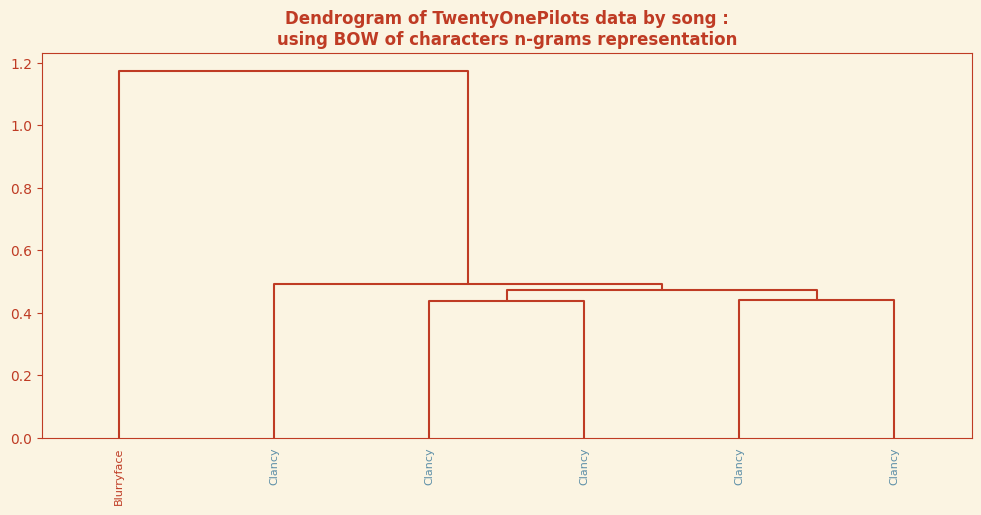 Dendrogram of TwentyOnePilots data by song :
using BOW of characters n-grams representation
1.2
1.0
0.8
0.6
0.4
0.2
0.0
Blurryface
Clancy
Clancy
Clancy
Clancy
Clancy